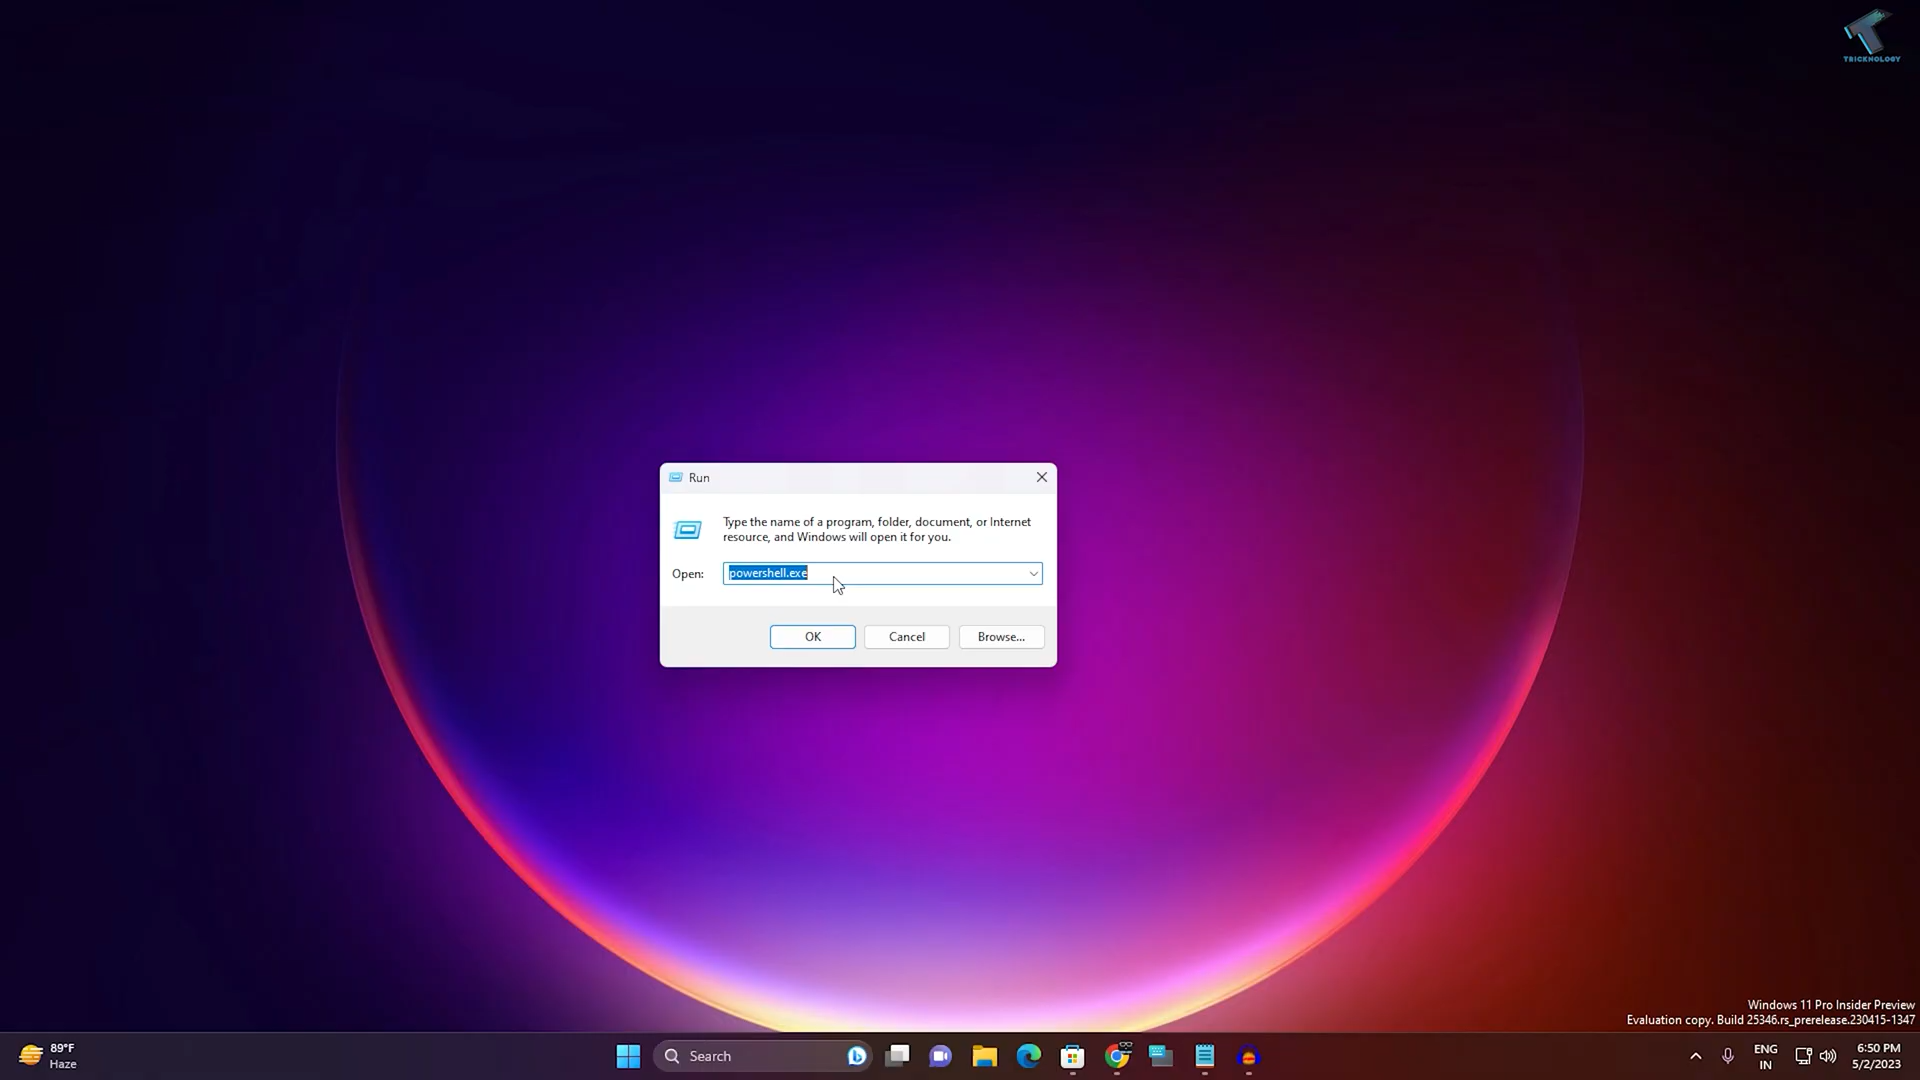 TRICKNOLOGY
Run
Type the name of a program, folder, document, or Internet
resource, and Windows will open it for you.
Open: powershell.exe
OK Cancel Browse...
Windows 11 Pro Insider Preview
Evaluation copy. Build 25346.rs_prerelease.230415-1347
89°F
Haze
Search
ENG
IN
6:50 PM
5/2/2023